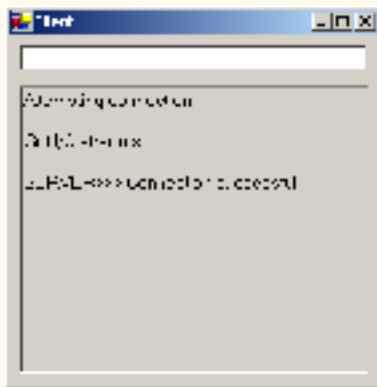 Client
Attempting connection
Got I/O streams
SERVER>>> Connection successful